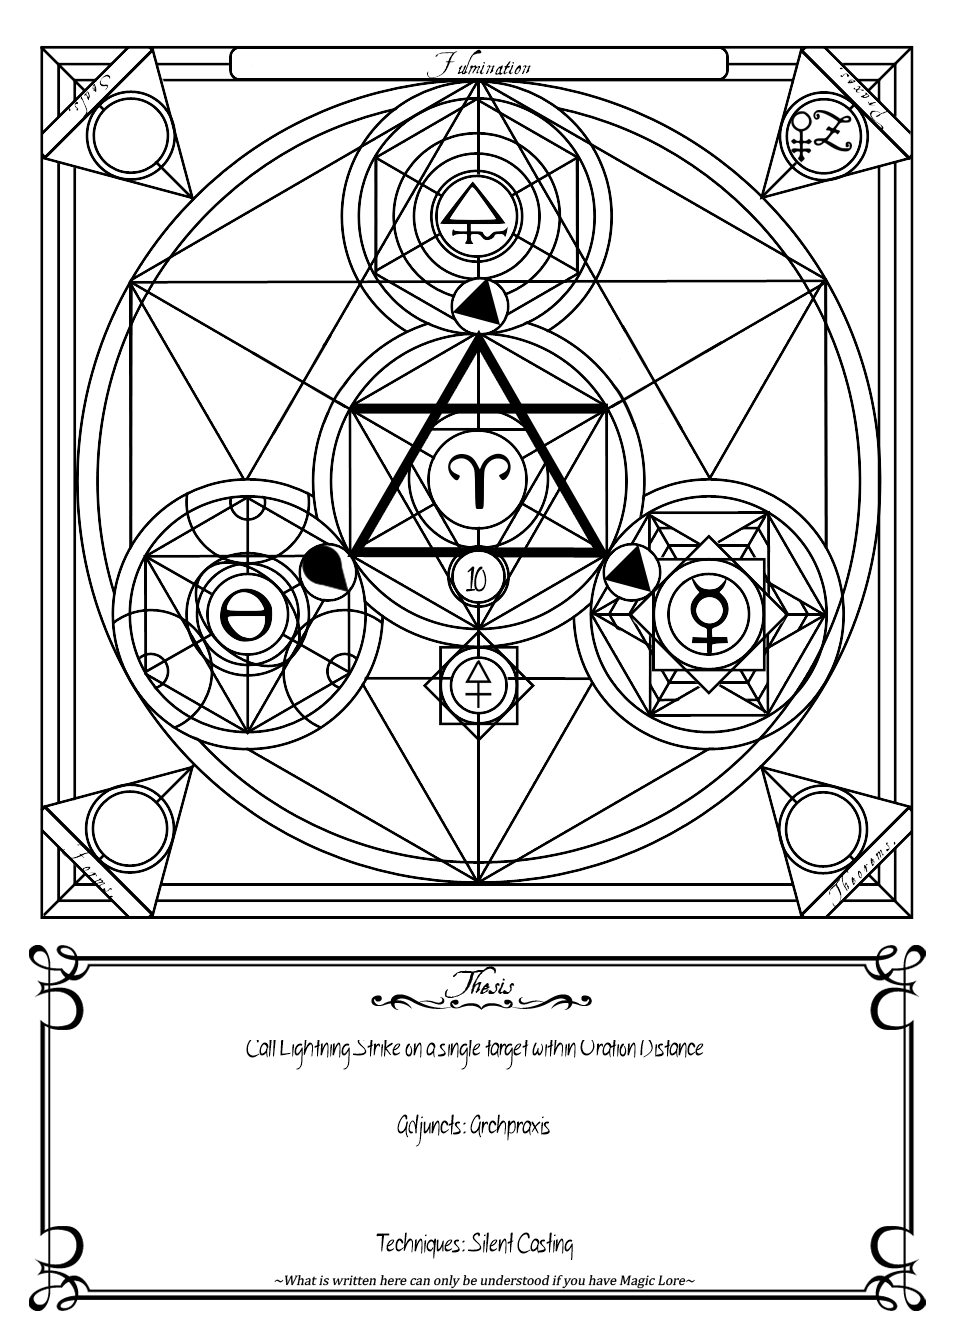 Fulmination
Seals.
Praxes.
10
Forms.
Theorems.
Thesis
Call Lightning Strike on a single target within Oration Distance
Adjuncts: Archpraxis
Techniques: Silent Casting
~What is written here can only be understood if you have Magic Lore~